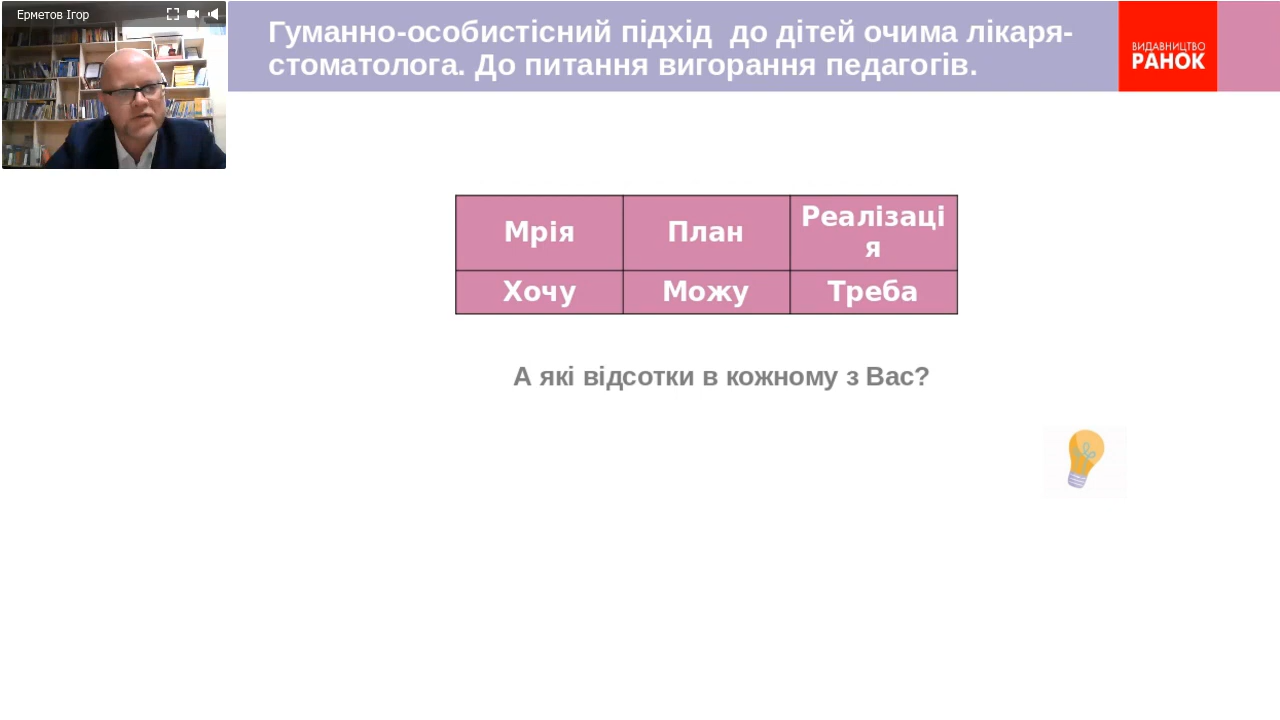 Ерметов Ігор
Гуманно-особистісний підхід  до дітей очима лікаря-
стоматолога. До питання вигорання педагогів.
ВИДАВНИЦТВО
РАНОК
Мрія
План
Реалізаці
я
Хочу
Можу
Треба
А які відсотки в кожному з Вас?